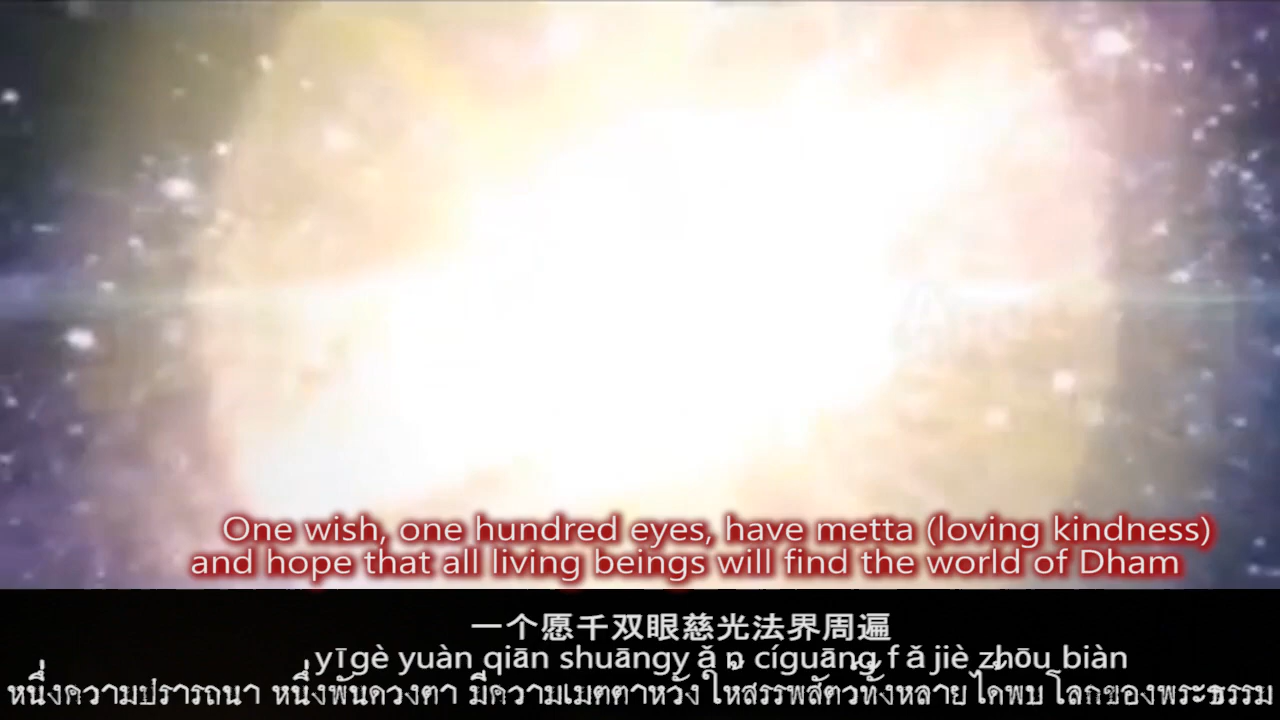 One wish, one hundred eyes, have metta (loving kindness)
and hope that all living beings will find the world of Dham
一个愿千双眼慈光法界周遍
yīgè yuàn qiān shuāngyǎn cíguāng fǎ jiè zhōu biàn
หนึ่งความปรารถนา หนึ่งพันดวงตา มีความเมตตาหวัง ให้สรรพสัตว์ทั้งหลาย ได้พบ โลกของพระธรรม